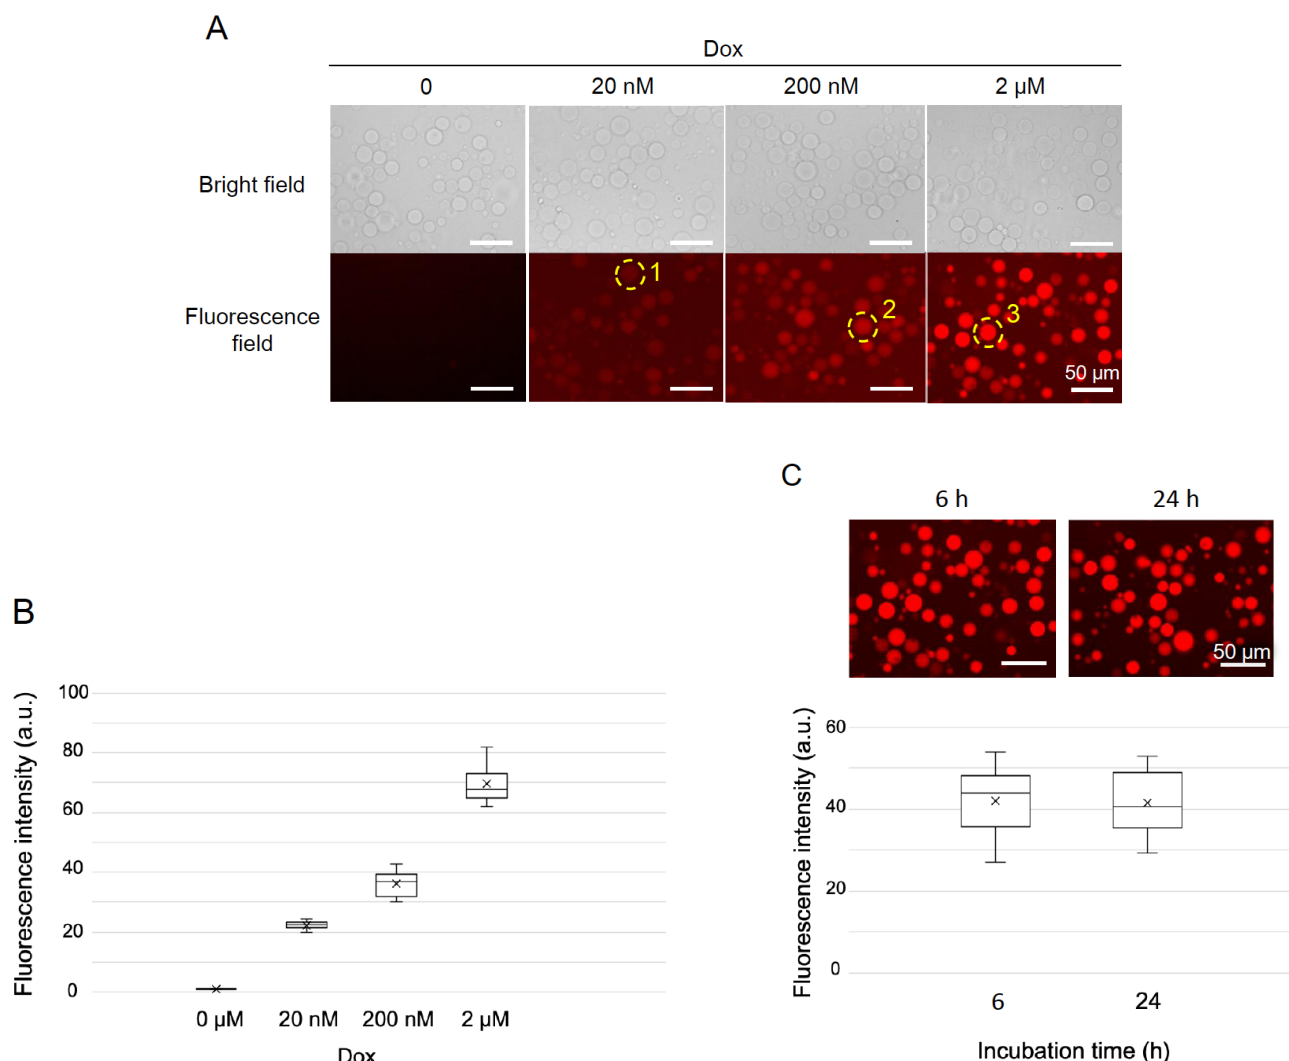 A
Dox
0 20 nM 200 nM 2 µM
Bright field
Fluorescence
field
1
2
3
50 µm
C
6 h 24 h
50 µm
B
Fluorescence intensity (a.u.)
100
80
60
40
20
0
0 µM 20 nM 200 nM 2 µM
Dox
Fluorescence intensity (a.u.)
60
40
20
0
6 24
Incubation time (h)